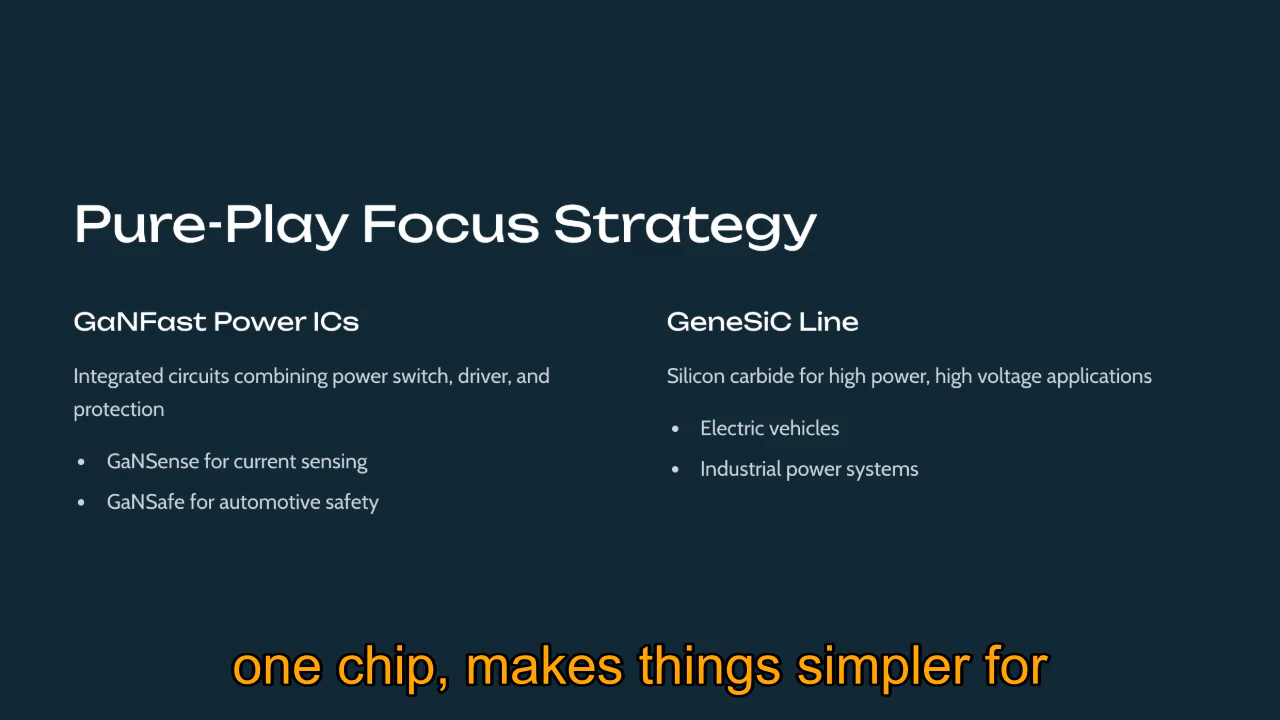 Pure-Play Focus Strategy
GaNFast Power ICs
Integrated circuits combining power switch, driver, and
protection
• GaNSense for current sensing
• GaNSafe for automotive safety
GeneSiC Line
Silicon carbide for high power, high voltage applications
• Electric vehicles
• Industrial power systems
one chip, makes things simpler for